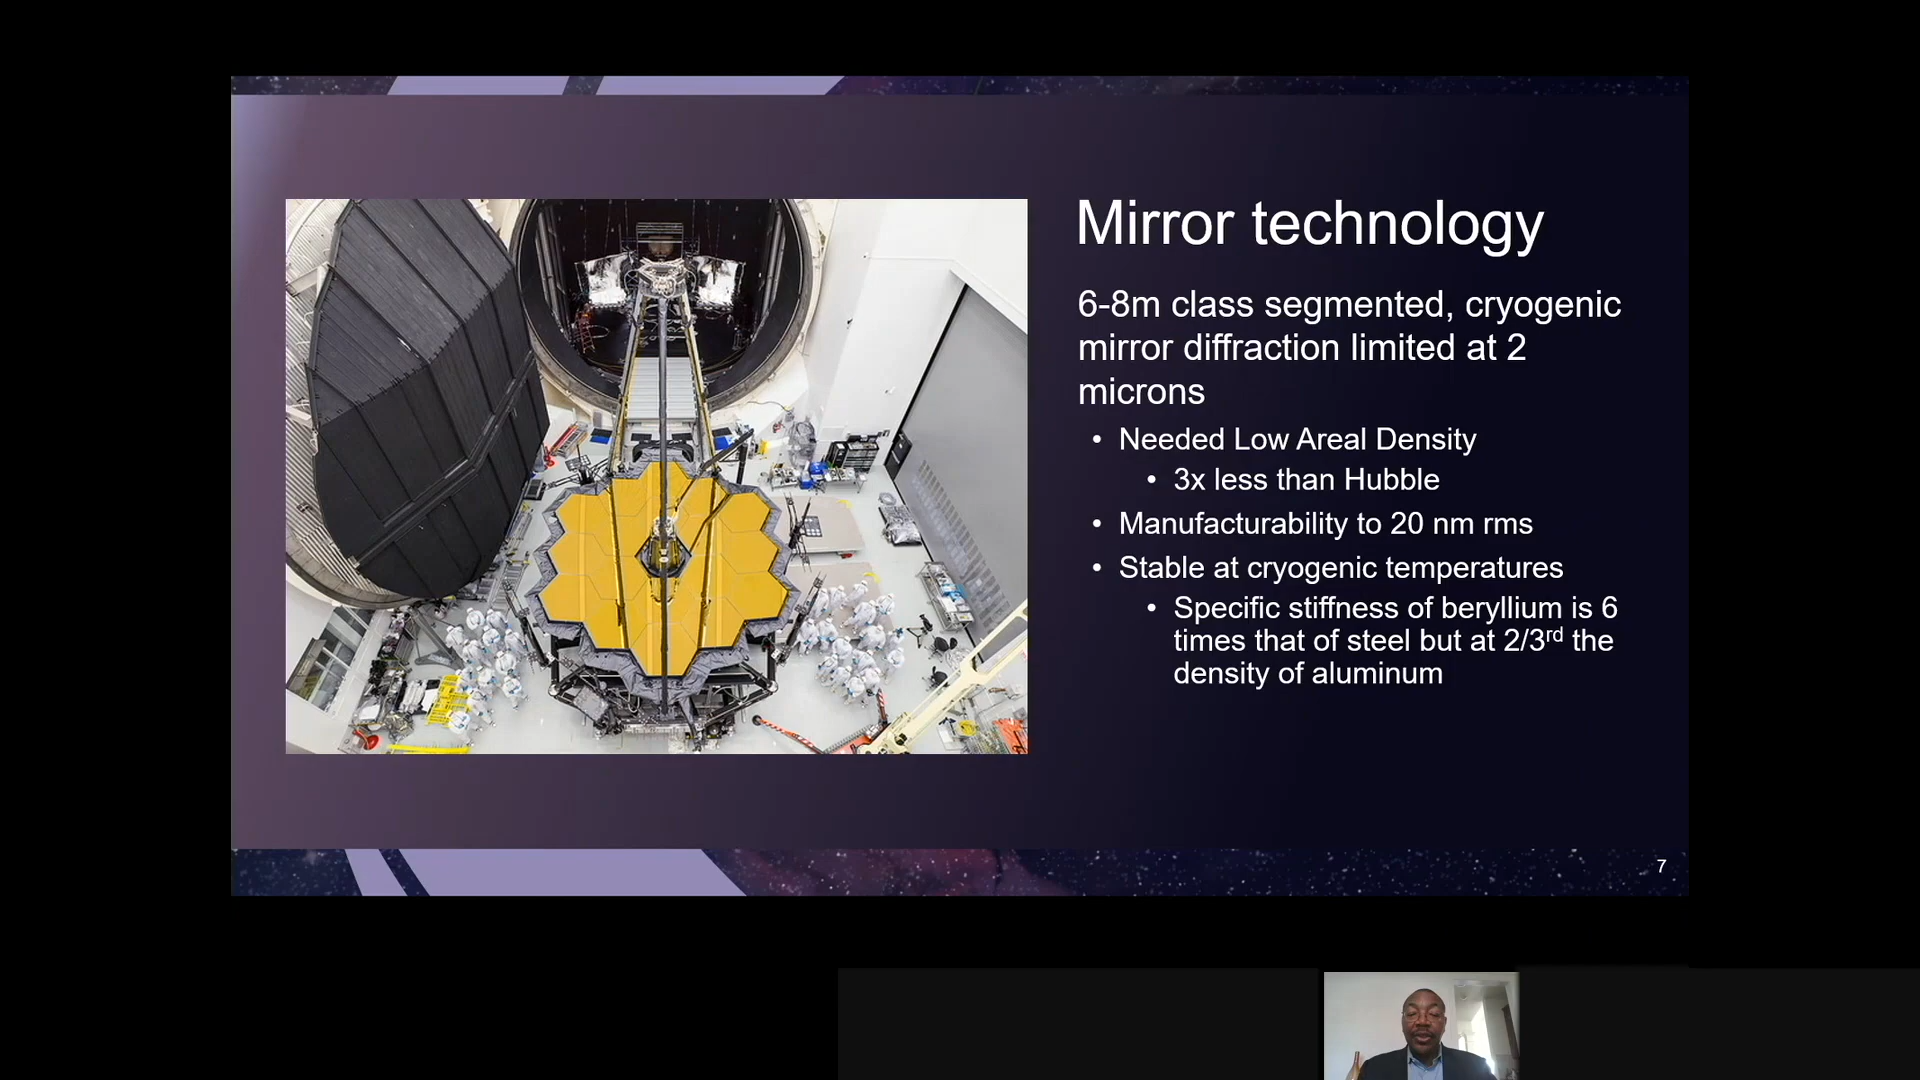 Mirror technology
6-8m class segmented, cryogenic
mirror diffraction limited at 2
microns
• Needed Low Areal Density
• 3x less than Hubble
• Manufacturability to 20 nm rms
• Stable at cryogenic temperatures
• Specific stiffness of beryllium is 6
times that of steel but at 2/3rd the
density of aluminum
7